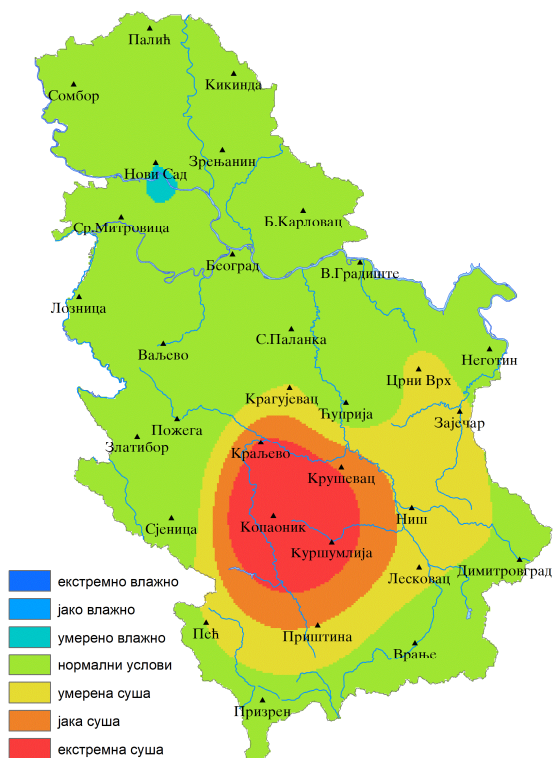 Палић
Кикинда
Сомбор
Зрењанин
Нови Сад
Ср.Митровица
Б.Карловац
Београд
В.Градиште
Лозница
С.Паланка
Ваљево
Неготин
Црни Врх
Крагујевац
Ћуприја
Зајечар
Пожега
Златибор
Краљево
Крушевац
Ниш
Копаоник
Сјеница
Куршумлија
Лесковац
Димитровград
Пећ
Приштина
Врање
Призрен
екстремно влажно
јако влажно
умерено влажно
нормални услови
умерена суша
јака суша
екстремна суша